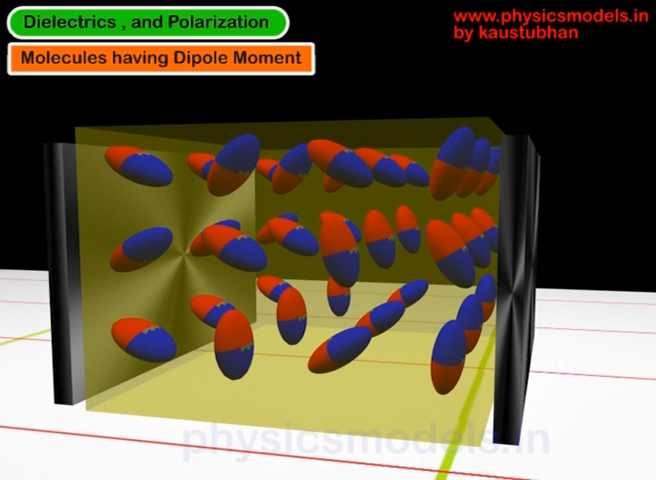 Dielectrics , and Polarization
Molecules having Dipole Moment
www.physicsmodels.in
by kaustubhan
physicsmodels.in